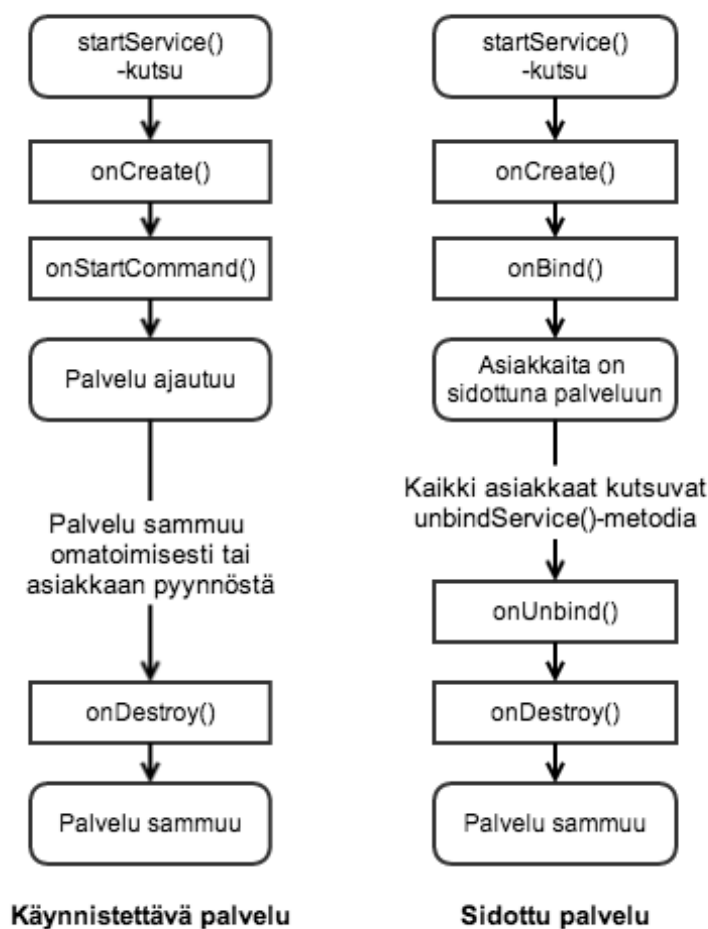 startService()
-kutsu
onCreate()
onStartCommand()
Palvelu ajautuu
Palvelu sammuu
omatoimisesti tai
asiakkaan pyynnöstä
onDestroy()
Palvelu sammuu
Käynnistettävä palvelu
startService()
-kutsu
onCreate()
onBind()
Asiakkaita on
sidottuna palveluun
Kaikki asiakkaat kutsuvat
unbindService()-metodia
onUnbind()
onDestroy()
Palvelu sammuu
Sidottu palvelu